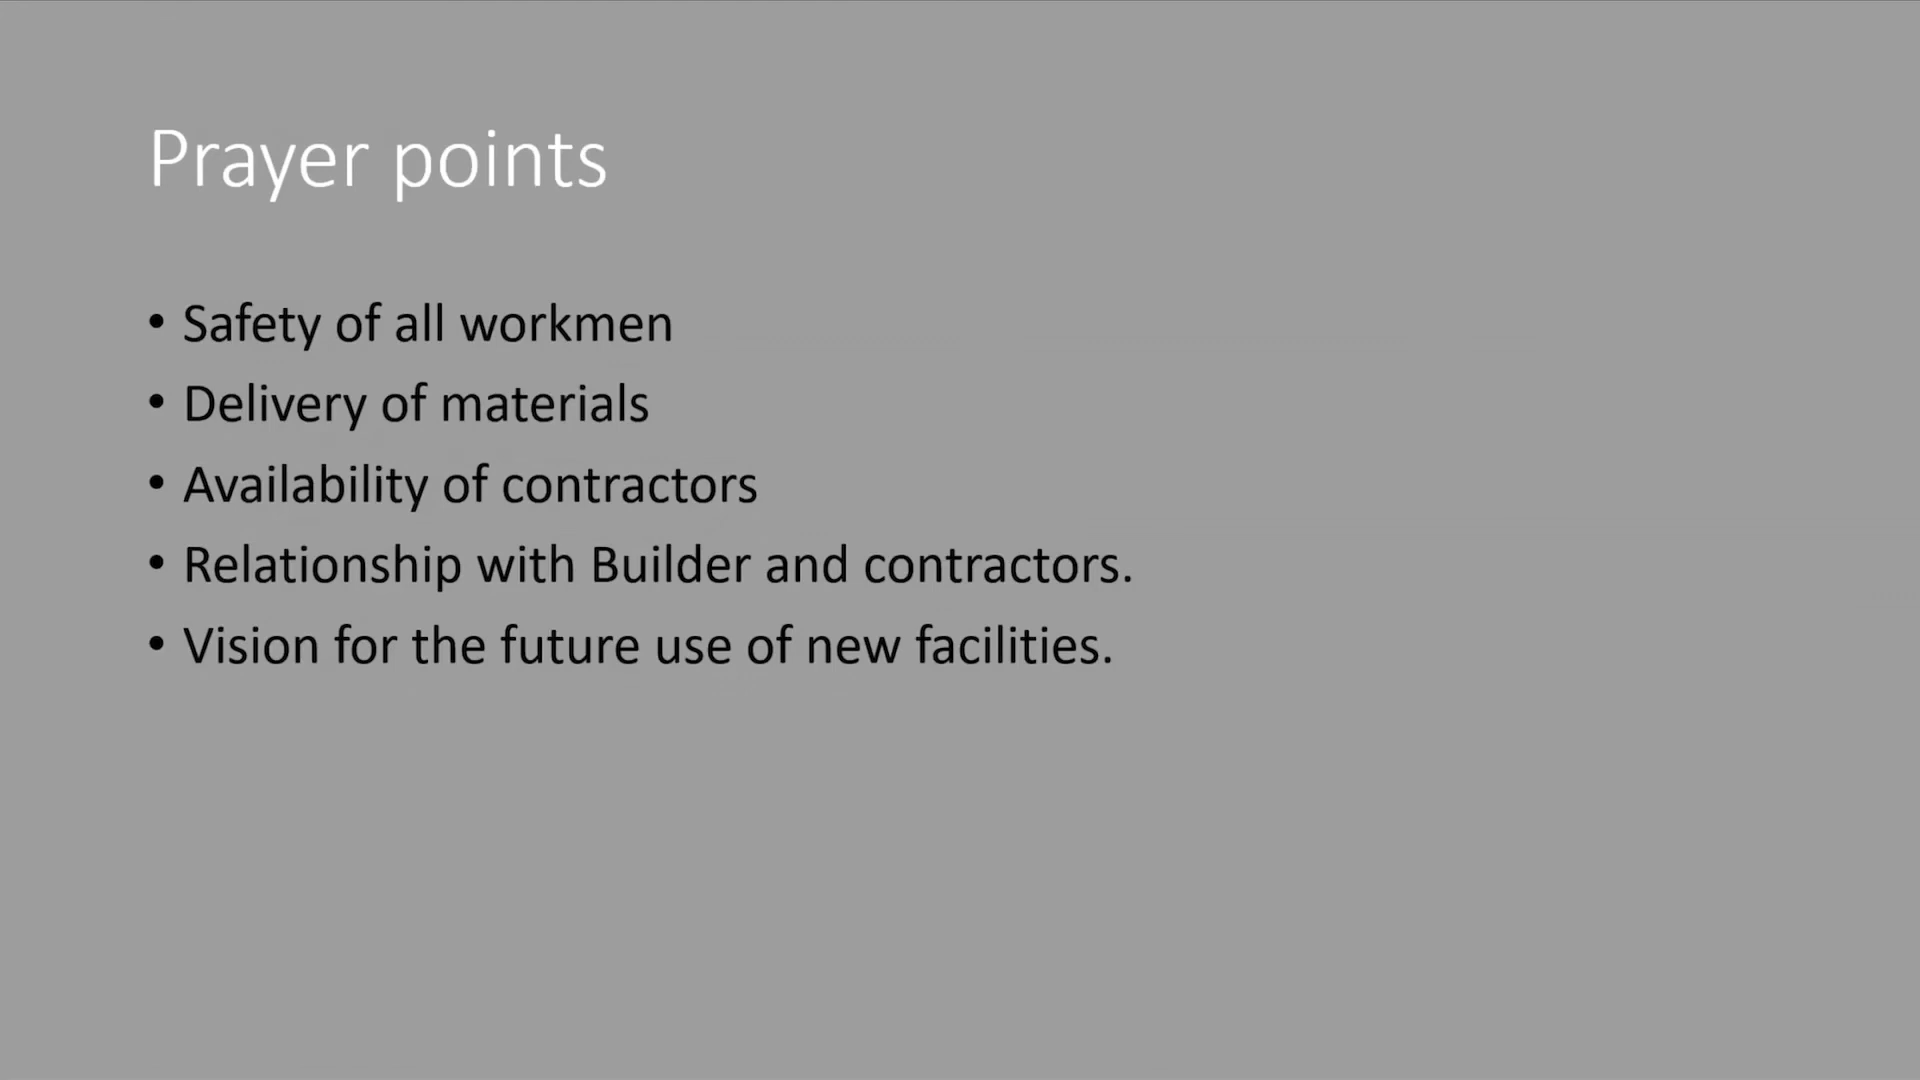 Prayer points
• Safety of all workmen
• Delivery of materials
• Availability of contractors
• Relationship with Builder and contractors.
• Vision for the future use of new facilities.